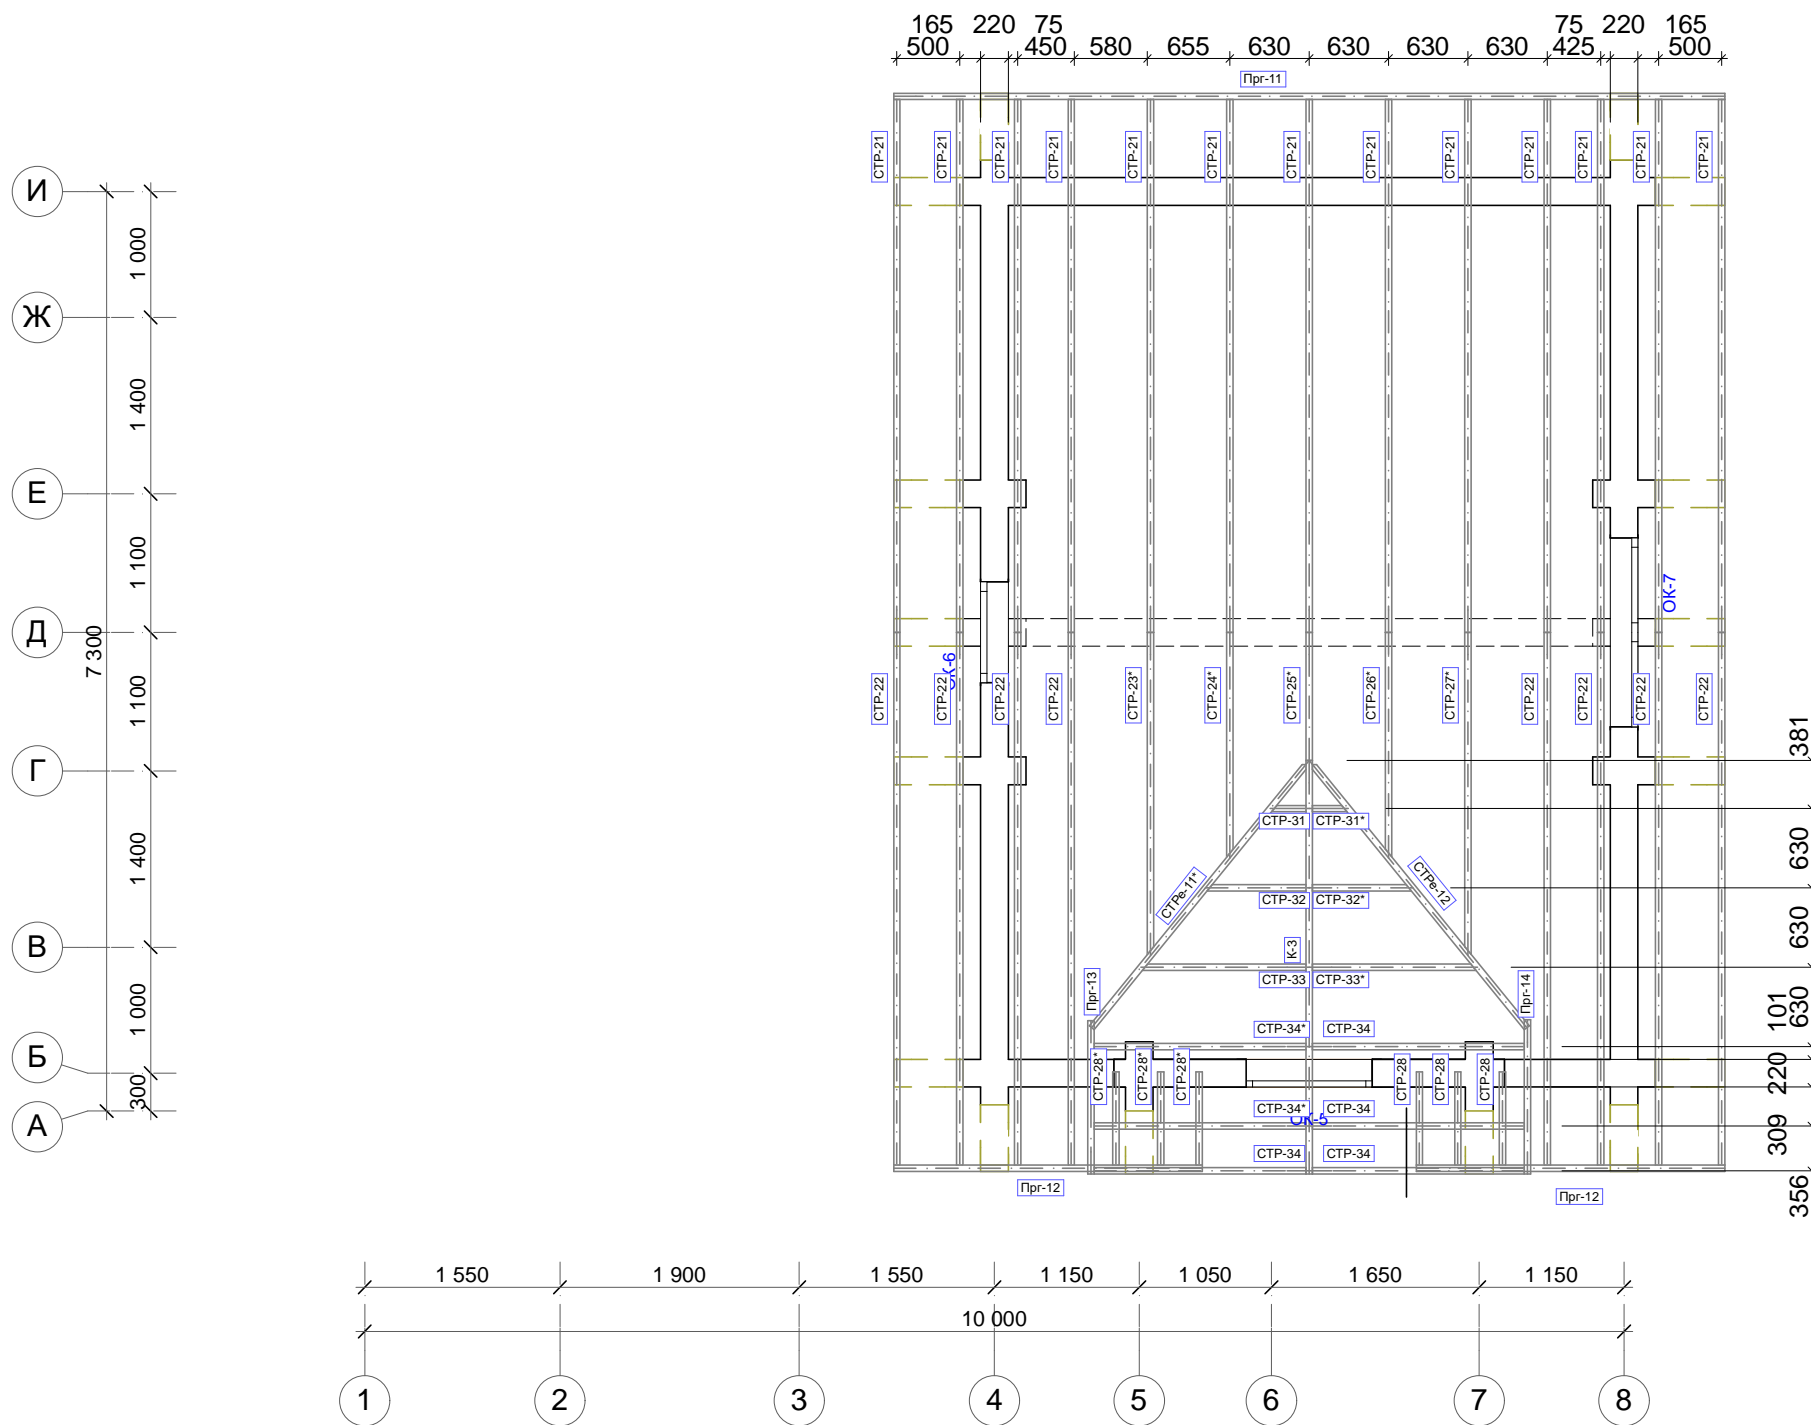 165 220 75 75 220 165
500 450 580 655 630 630 630 630 425 500
Прг-11
СТР-21 СТР-21 СТР-21 СТР-21 СТР-21 СТР-21 СТР-21 СТР-21 СТР-21 СТР-21 СТР-21 СТР-21 СТР-21
И
1 000
Ж
1 400
Е
1 100
ОК-7
Д
7 300
ОК-6
1 100
СТР-22 СТР-22 СТР-22 СТР-22 СТР-23* СТР-24* СТР-25* СТР-26* СТР-27* СТР-22 СТР-22 СТР-22 СТР-22
381
Г
СТР-31 СТР-31*
1 400
630
СТРе-11* СТРе-12
СТР-32 СТР-32*
630
В
К-3
СТР-33 СТР-33*
Прг-13 Прг-14
1 000
101
630
СТР-34* СТР-34
Б
СТР-28* СТР-28* СТР-28* СТР-28 СТР-28 СТР-28
220
300
СТР-34* СТР-34
ОК-5
А
309
СТР-34 СТР-34
Прг-12 Прг-12
356
1 550 1 900 1 550 1 150 1 050 1 650 1 150
10 000
1 2 3 4 5 6 7 8